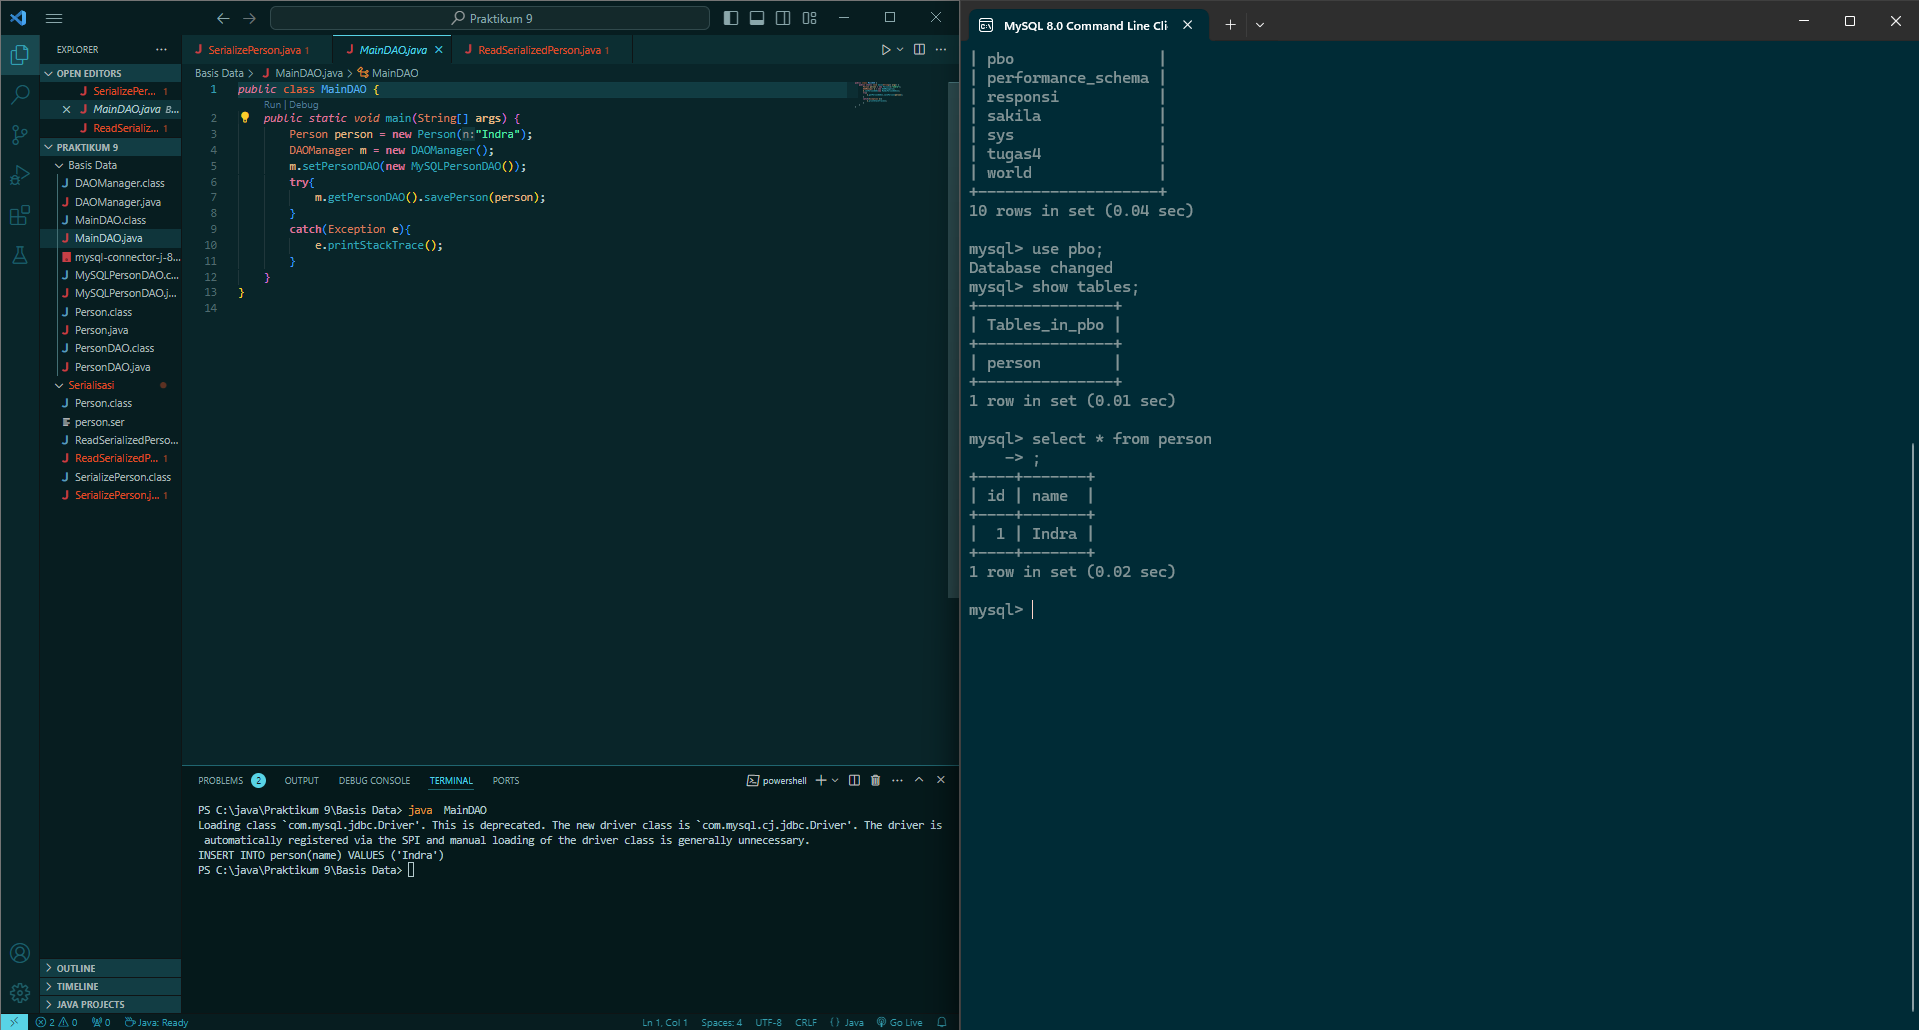 Praktikum 9
EXPLORER
OPEN EDITORS
SerializePer... 1
MainDAO.java B...
ReadSerializ... 1
PRAKTIKUM 9
Basis Data
DAOManager.class
DAOManager.java
MainDAO.class
MainDAO.java
mysql-connector-j-8...
MySQLPersonDAO.c...
MySQLPersonDAO.j...
Person.class
Person.java
PersonDAO.class
PersonDAO.java
Serialisasi
Person.class
person.ser
ReadSerializedPerso...
ReadSerializedP... 1
SerializePerson.class
SerializePerson.j... 1
OUTLINE
TIMELINE
JAVA PROJECTS
SerializePerson.java 1
MainDAO.java
ReadSerializedPerson.java 1
Basis Data > MainDAO.java > MainDAO
1 public class MainDAO {
Run | Debug
2 public static void main(String[] args) {
3 Person person = new Person(n:"Indra");
4 DAOManager m = new DAOManager();
5 m.setPersonDAO(new MySQLPersonDAO());
6 try{
7 m.getPersonDAO().savePerson(person);
8 }
9 catch(Exception e){
10 e.printStackTrace();
11 }
12 }
13 }
14
PROBLEMS 2 OUTPUT DEBUG CONSOLE TERMINAL PORTS
powershell
PS C:\java\Praktikum 9\Basis Data> java  MainDAO
Loading class `com.mysql.jdbc.Driver'. This is deprecated. The new driver class is `com.mysql.cj.jdbc.Driver'. The driver is
automatically registered via the SPI and manual loading of the driver class is generally unnecessary.
INSERT INTO person(name) VALUES ('Indra')
PS C:\java\Praktikum 9\Basis Data>
2 0 0 Java: Ready
Ln 1, Col 1 Spaces: 4 UTF-8 CRLF {} Java Go Live
MySQL 8.0 Command Line Cli
| pbo                |
| performance_schema |
| responsi           |
| sakila             |
| sys                |
| tugas4             |
| world              |
+--------------------+
10 rows in set (0.04 sec)
mysql> use pbo;
Database changed
mysql> show tables;
+---------------+
| Tables_in_pbo |
+---------------+
| person        |
+---------------+
1 row in set (0.01 sec)
mysql> select * from person
-> ;
+----+-------+
| id | name  |
+----+-------+
|  1 | Indra |
+----+-------+
1 row in set (0.02 sec)
mysql>